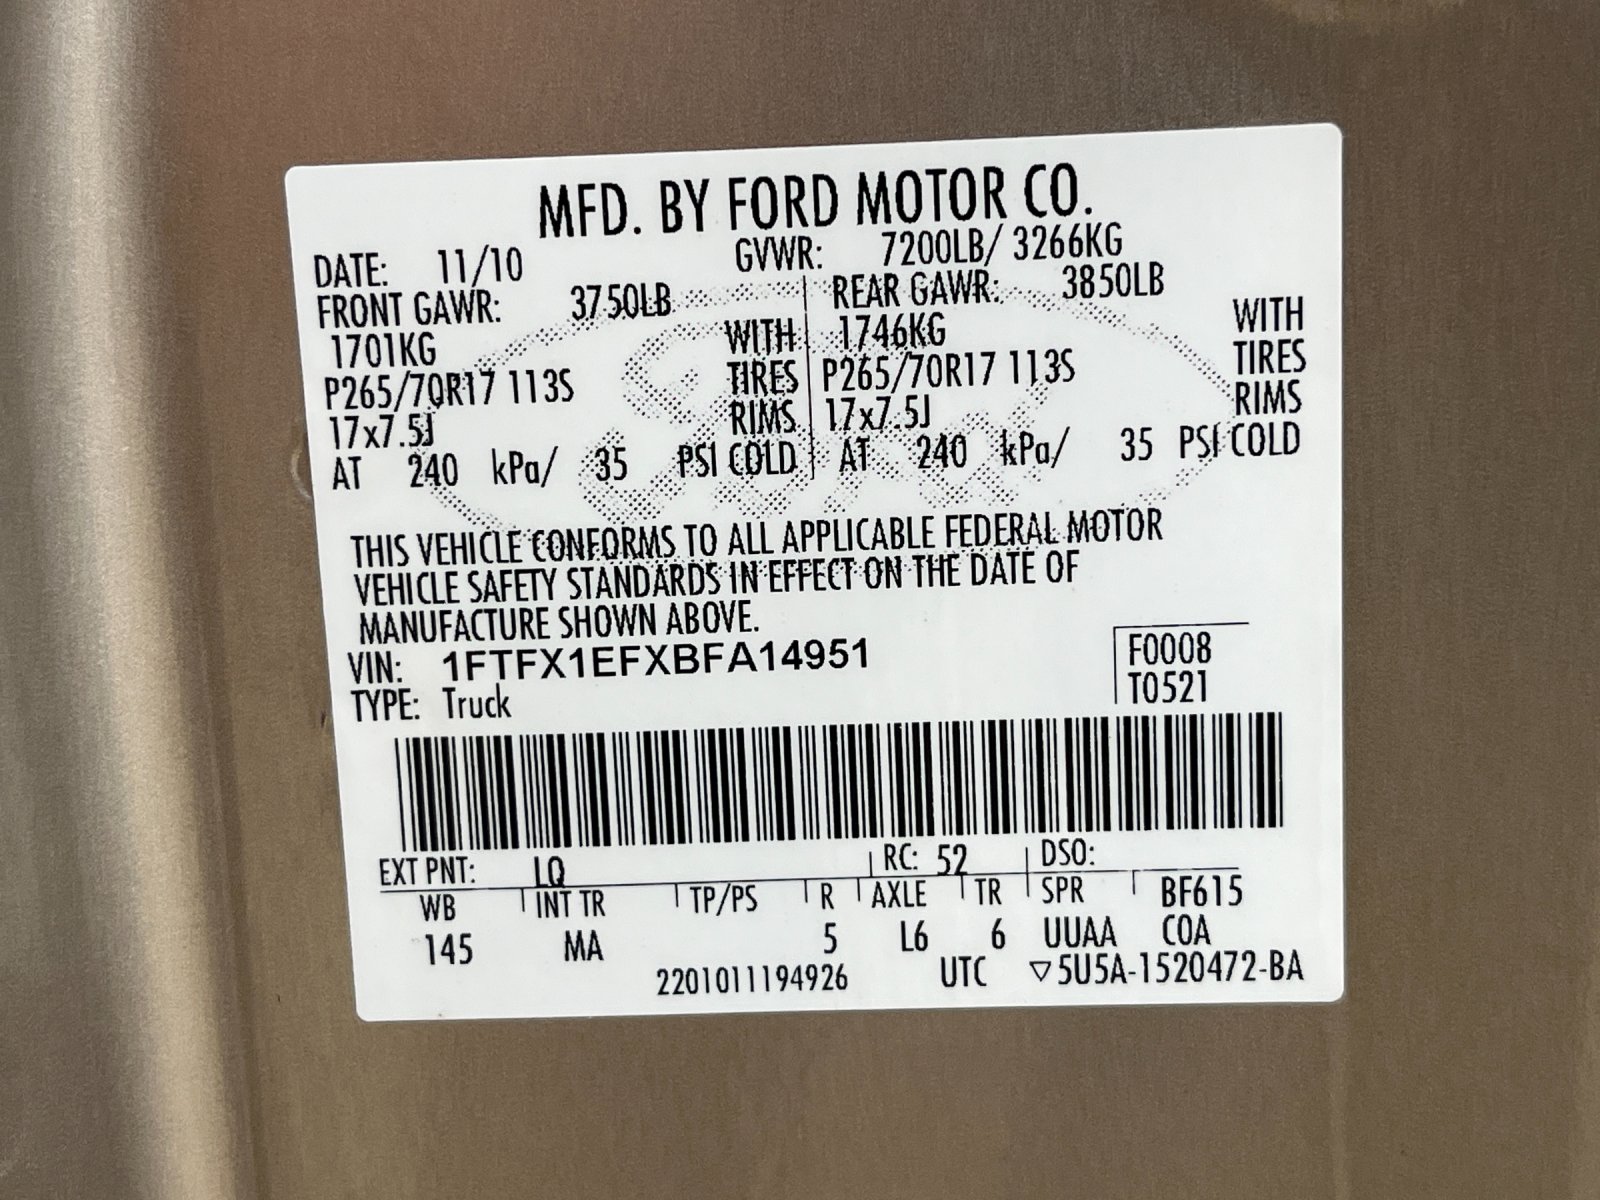 MFD. BY FORD MOTOR CO.
DATE: 11/10 GVWR: 7200LB/ 3266KG
FRONT GAWR: 3750LB REAR GAWR: 3850LB
1701KG WITH 1746KG WITH
P265/70R17 113S TIRES P265/70R17 113S TIRES
17x7.5J RIMS 17x7.5J RIMS
AT 240 kPa/ 35 PSI COLD AT 240 kPa/ 35 PSI COLD
THIS VEHICLE CONFORMS TO ALL APPLICABLE FEDERAL MOTOR
VEHICLE SAFETY STANDARDS IN EFFECT ON THE DATE OF
MANUFACTURE SHOWN ABOVE.
VIN: 1FTFX1EFXBFA14951 F0008
TYPE: Truck T0521
EXT PNT: LQ RC: 52 DSO:
WB INT TR TP/PS R AXLE TR SPR BF615
145 MA 5 L6 6 UUAA COA
2201011194926 UTC ▽5U5A-1520472-BA
Ford